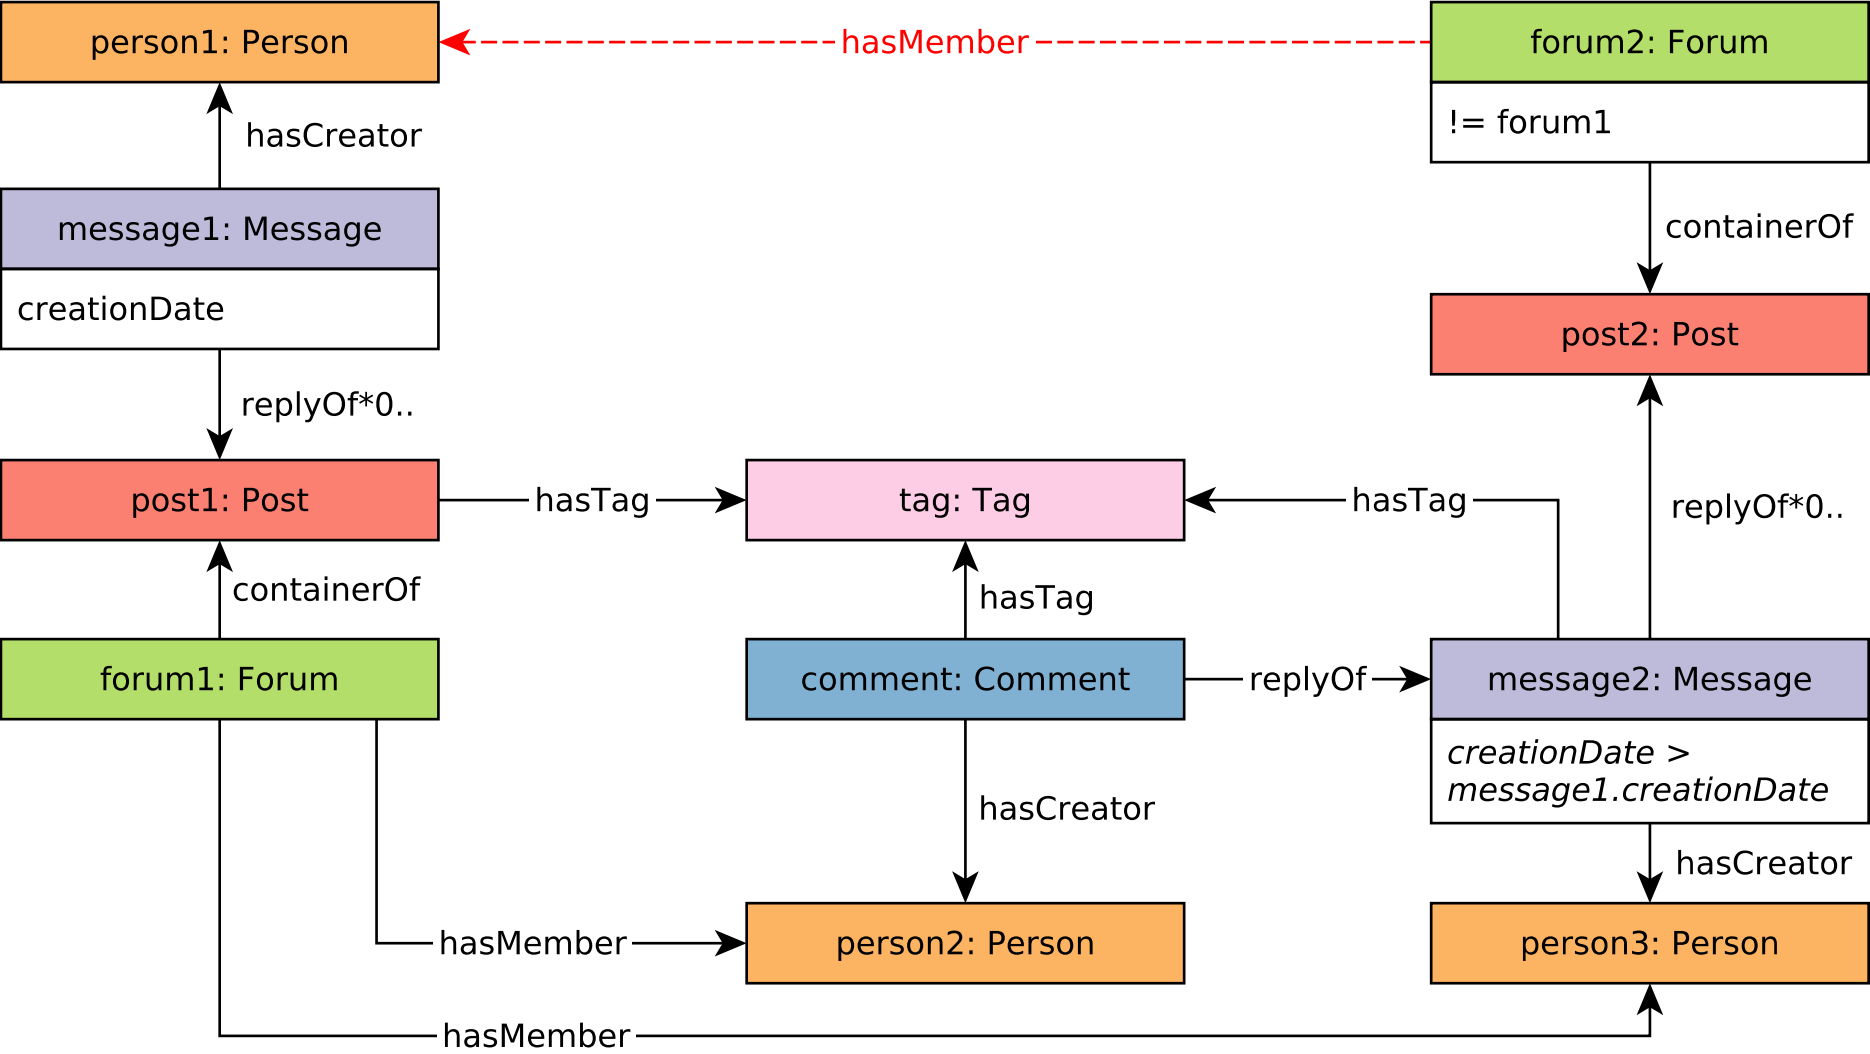 person1: Person
hasMember
forum2: Forum
!= forum1
hasCreator
message1: Message
creationDate
containerOf
post2: Post
replyOf*0..
post1: Post
hasTag
tag: Tag
hasTag
replyOf*0..
containerOf
hasTag
forum1: Forum
comment: Comment
replyOf
message2: Message
creationDate >
message1.creationDate
hasCreator
hasCreator
hasMember
person2: Person
person3: Person
hasMember